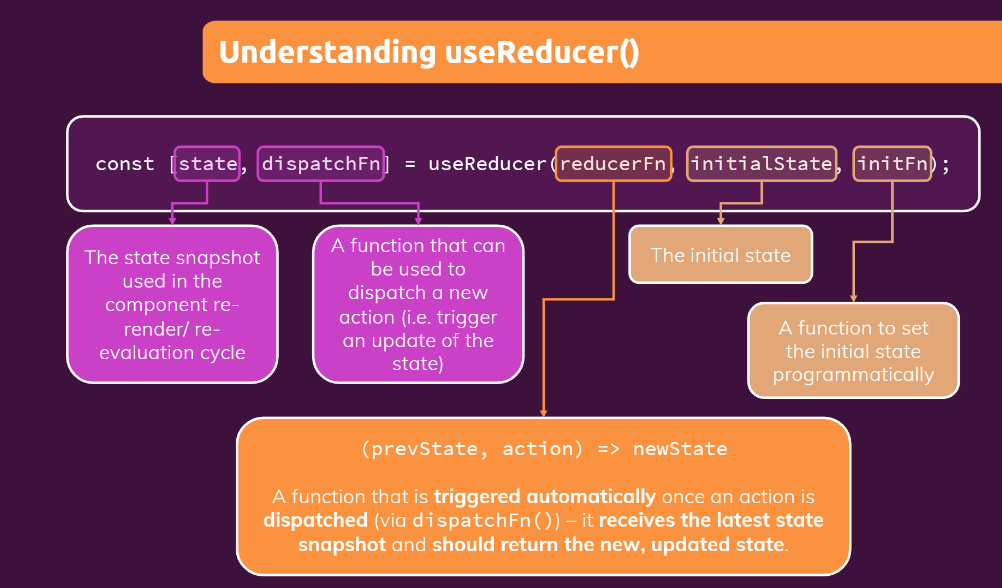 Understanding useReducer()
const [state, dispatchFn] = useReducer(reducerFn, initialState, initFn);
The state snapshot
used in the
component re-
render/ re-
evaluation cycle
A function that can
be used to
dispatch a new
action (i.e. trigger
an update of the
state)
The initial state
A function to set
the initial state
programmatically
(prevState, action) => newState
A function that is triggered automatically once an action is
dispatched (via dispatchFn()) – it receives the latest state
snapshot and should return the new, updated state.